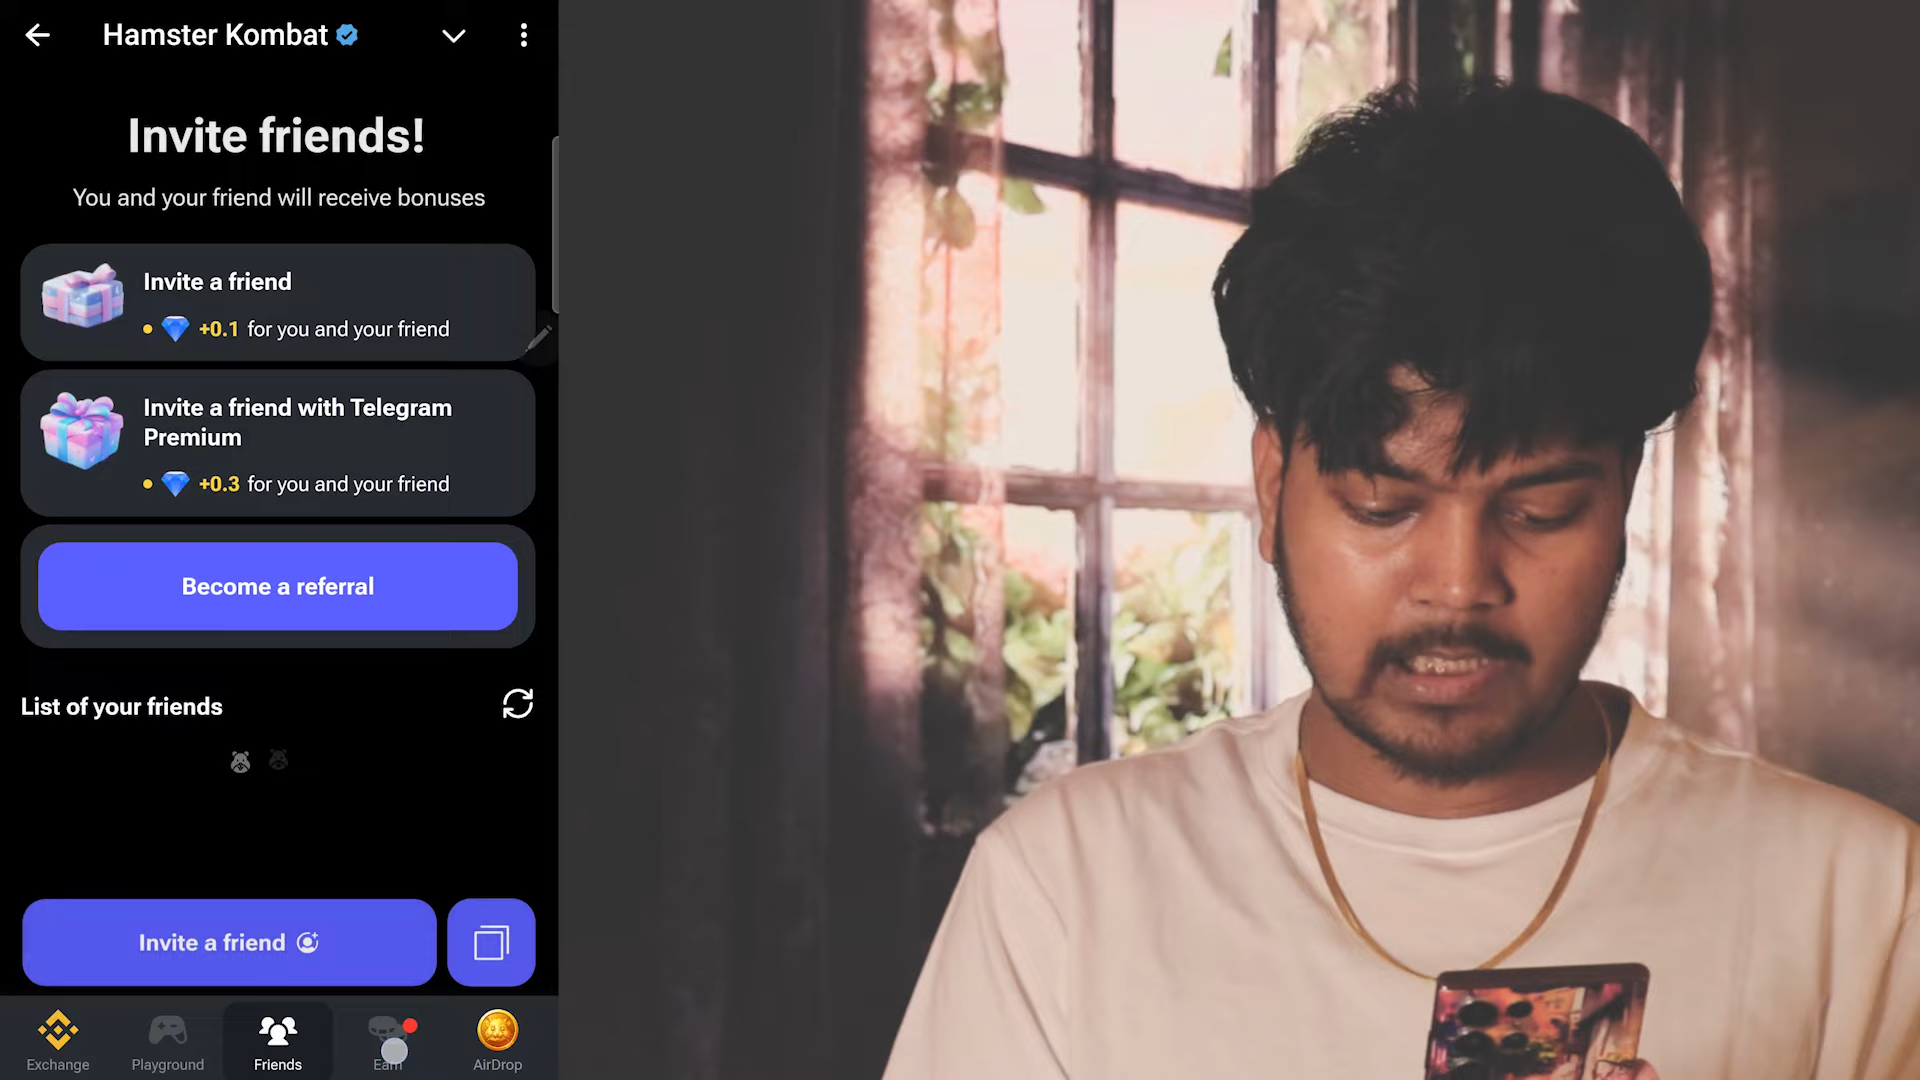 Hamster Kombat
Invite friends!
You and your friend will receive bonuses
Invite a friend
+0.1 for you and your friend
Invite a friend with Telegram
Premium
+0.3 for you and your friend
Become a referral
List of your friends
Invite a friend
Exchange
Playground
Friends
Earn
AirDrop